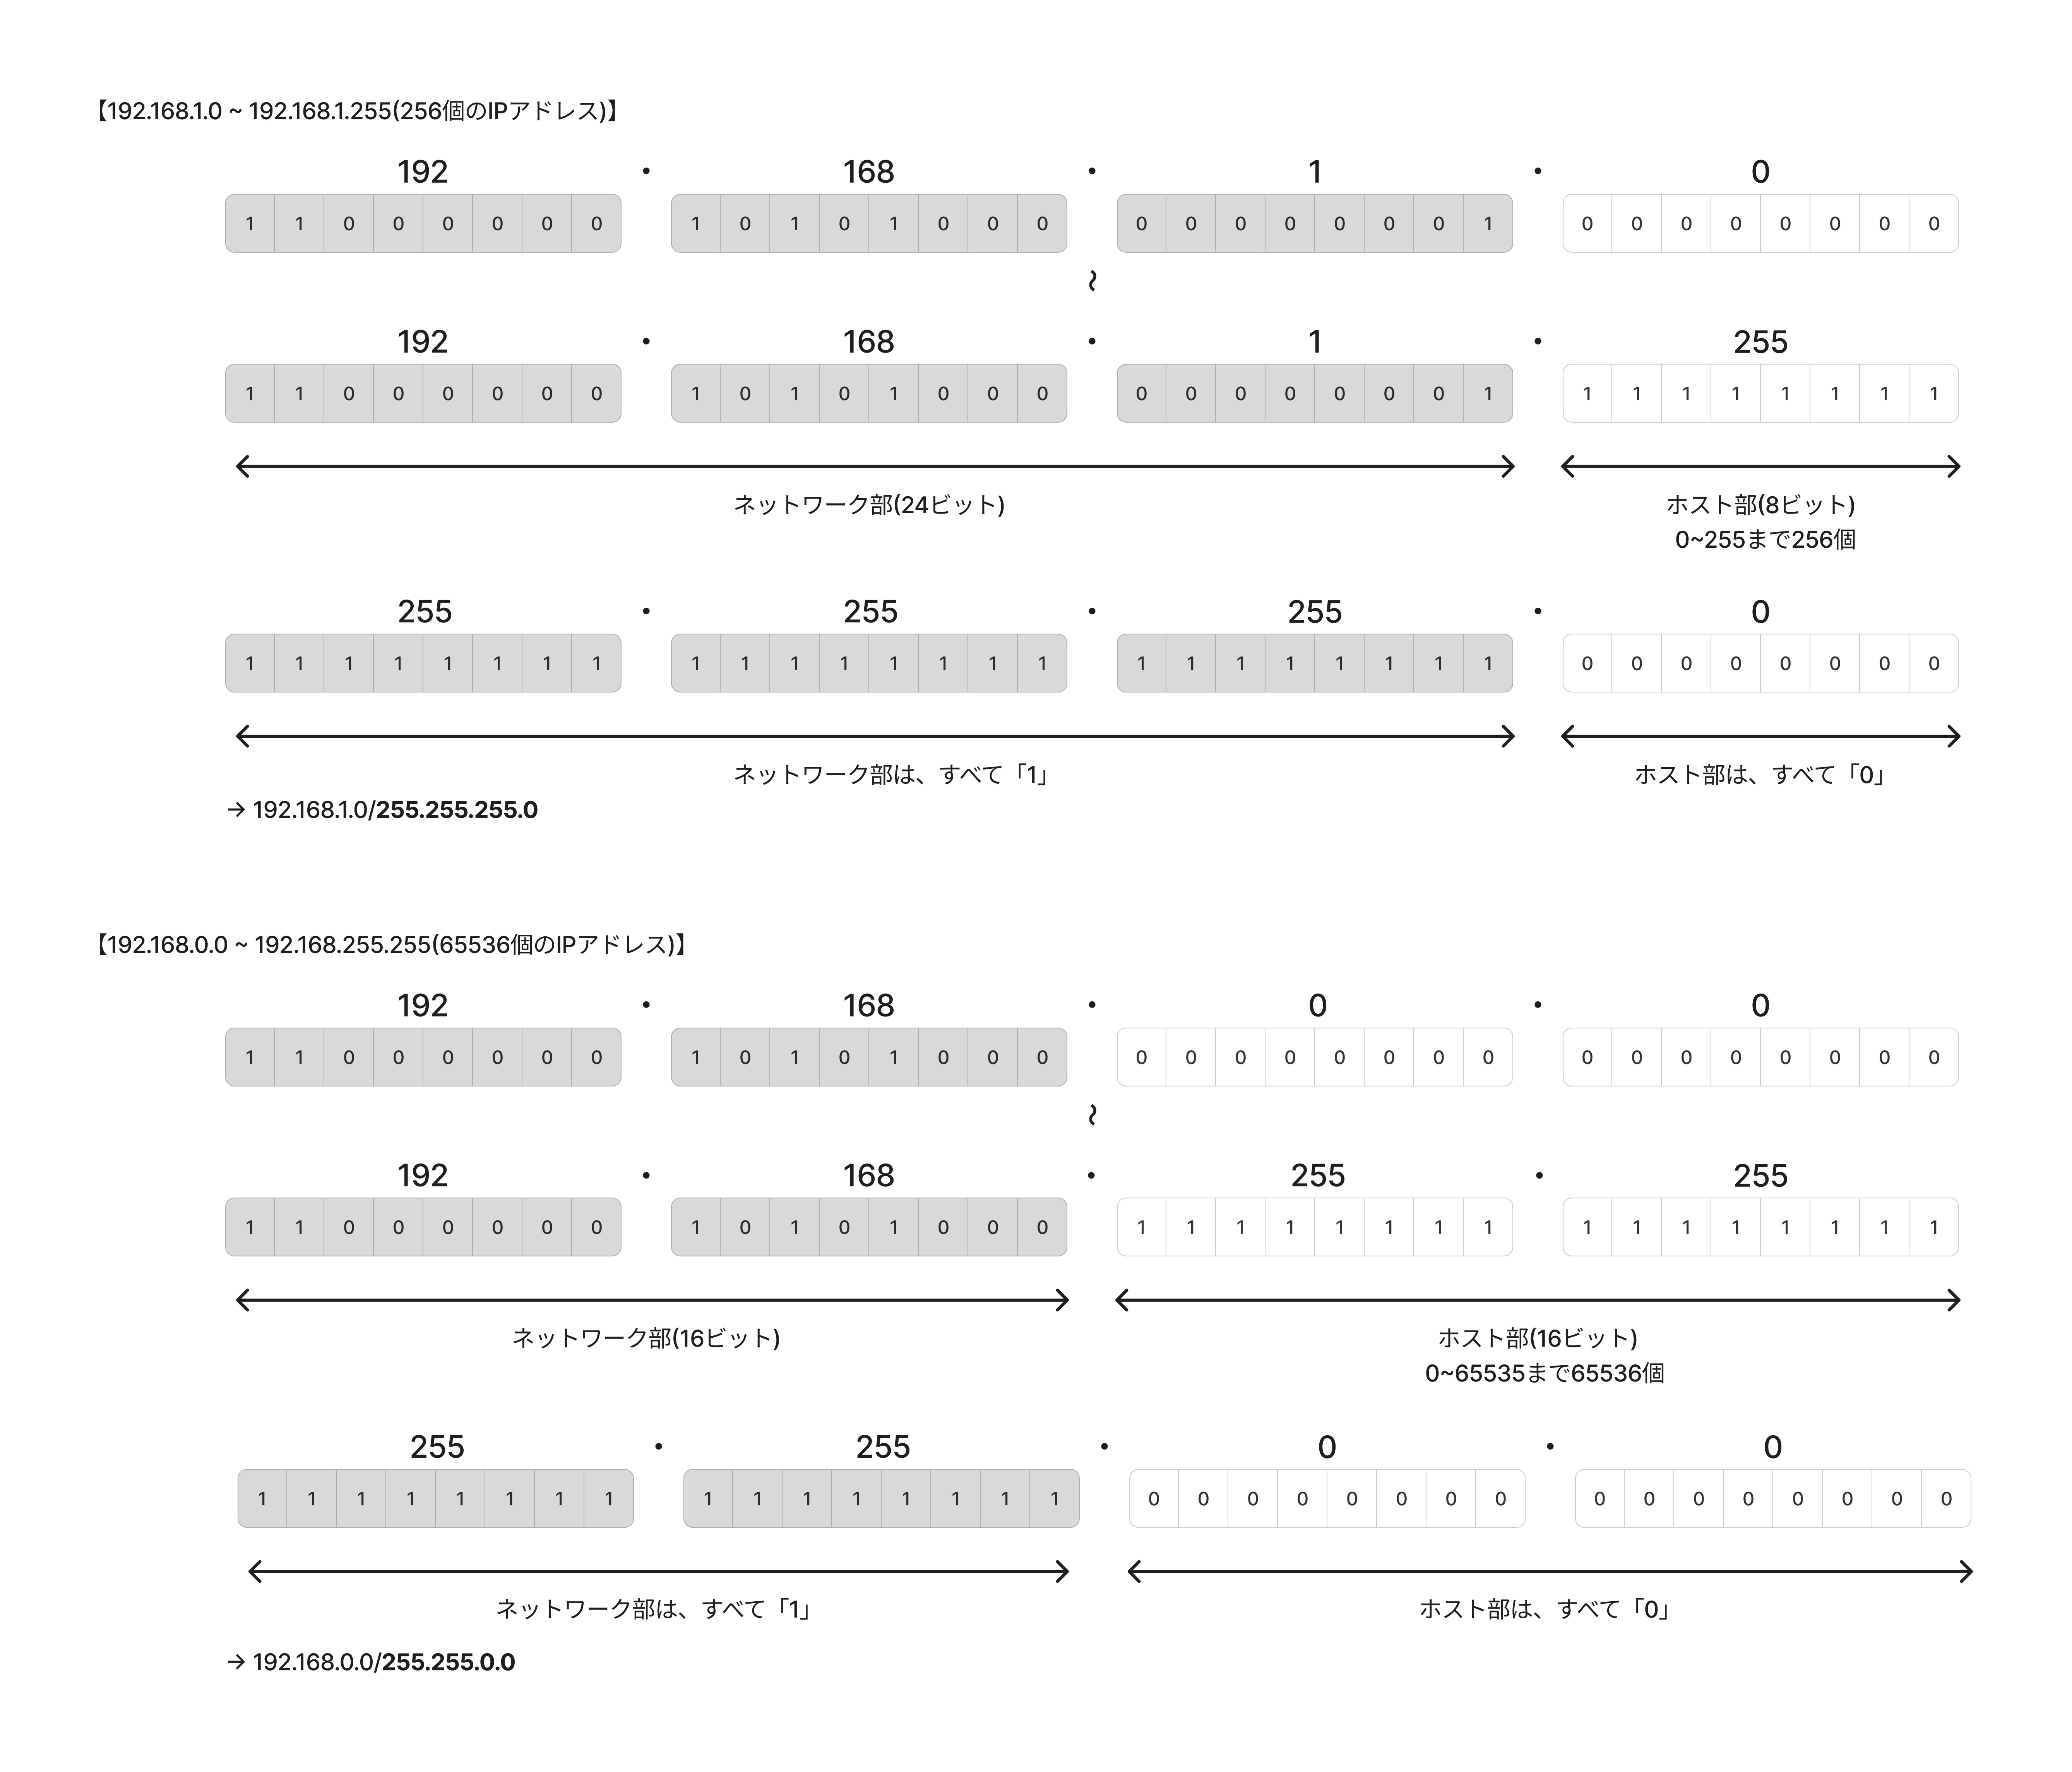 【192.168.1.0 ~ 192.168.1.255(256個のIPアドレス)】
192 • 168 • 1 • 0
1 1 0 0 0 0 0 0 1 0 1 0 1 0 0 0 0 0 0 0 0 0 0 1 0 0 0 0 0 0 0 0
~
192 • 168 • 1 • 255
1 1 0 0 0 0 0 0 1 0 1 0 1 0 0 0 0 0 0 0 0 0 0 1 1 1 1 1 1 1 1 1
ネットワーク部(24ビット) ホスト部(8ビット)
0~255まで256個
255 • 255 • 255 • 0
1 1 1 1 1 1 1 1 1 1 1 1 1 1 1 1 1 1 1 1 1 1 1 1 0 0 0 0 0 0 0 0
ネットワーク部は、すべて「1」 ホスト部は、すべて「0」
→ 192.168.1.0/255.255.255.0
【192.168.0.0 ~ 192.168.255.255(65536個のIPアドレス)】
192 • 168 • 0 • 0
1 1 0 0 0 0 0 0 1 0 1 0 1 0 0 0 0 0 0 0 0 0 0 0 0 0 0 0 0 0 0 0
~
192 • 168 • 255 • 255
1 1 0 0 0 0 0 0 1 0 1 0 1 0 0 0 1 1 1 1 1 1 1 1 1 1 1 1 1 1 1 1
ネットワーク部(16ビット) ホスト部(16ビット)
0~65535まで65536個
255 • 255 • 0 • 0
1 1 1 1 1 1 1 1 1 1 1 1 1 1 1 1 0 0 0 0 0 0 0 0 0 0 0 0 0 0 0 0
ネットワーク部は、すべて「1」 ホスト部は、すべて「0」
→ 192.168.0.0/255.255.0.0